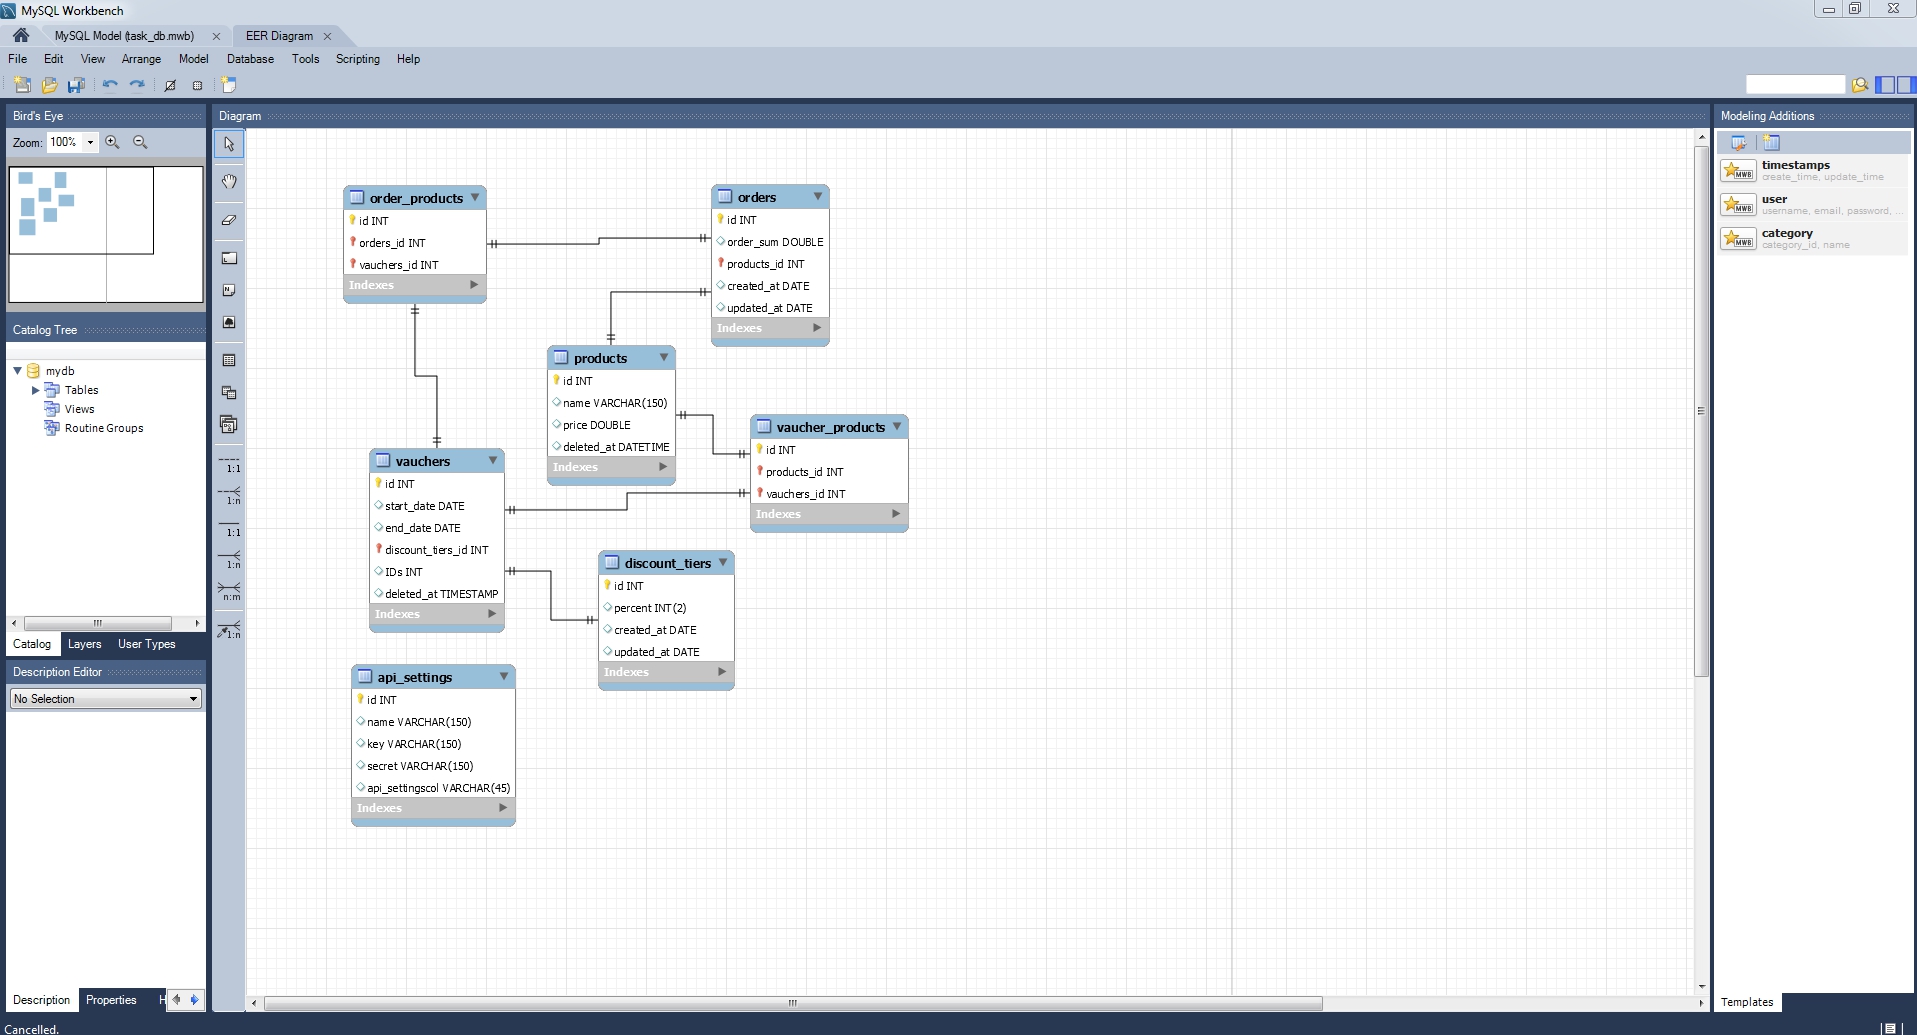 MySQL Workbench
MySQL Model (task_db.mwb)
EER Diagram
File Edit View Arrange Model Database Tools Scripting Help
Bird's Eye
Zoom: 100%
Catalog Tree
mydb
Tables
Views
Routine Groups
Catalog Layers User Types
Description Editor
No Selection
Description Properties H
Cancelled.
Diagram
1:1
1:n
1:1
1:n
n:m
1:n
order_products
id INT
orders_id INT
vauchers_id INT
Indexes
orders
id INT
order_sum DOUBLE
products_id INT
created_at DATE
updated_at DATE
Indexes
products
id INT
name VARCHAR(150)
price DOUBLE
deleted_at DATETIME
Indexes
vaucher_products
id INT
products_id INT
vauchers_id INT
Indexes
vauchers
id INT
start_date DATE
end_date DATE
discount_tiers_id INT
IDs INT
deleted_at TIMESTAMP
Indexes
discount_tiers
id INT
percent INT(2)
created_at DATE
updated_at DATE
Indexes
api_settings
id INT
name VARCHAR(150)
key VARCHAR(150)
secret VARCHAR(150)
api_settingscol VARCHAR(45)
Indexes
Modeling Additions
MWB
timestamps
create_time, update_time
MWB
user
username, email, password, ...
MWB
category
category_id, name
Templates